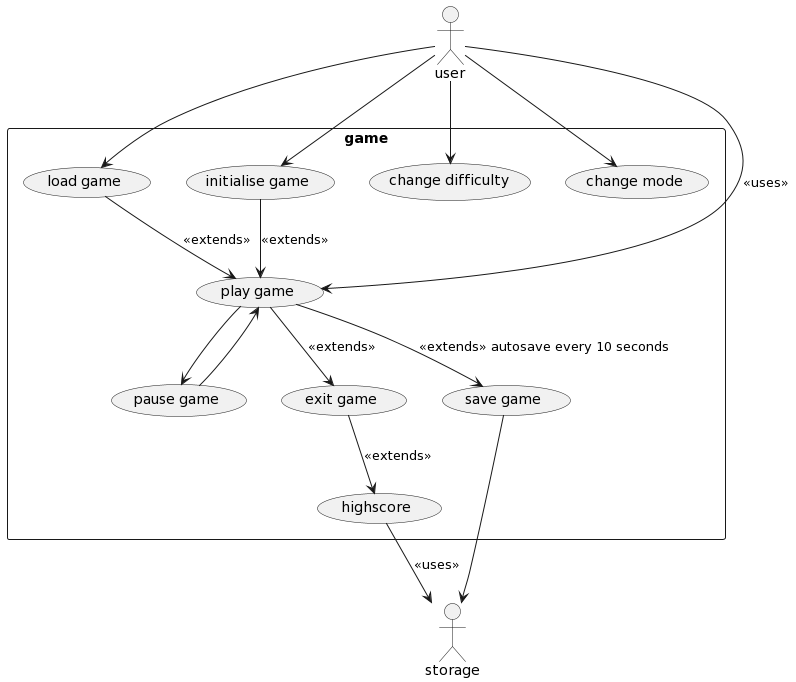 user
game
load game
initialise game
change difficulty
change mode
«uses»
«extends»
«extends»
play game
«extends»
«extends» autosave every 10 seconds
pause game
exit game
save game
«extends»
highscore
«uses»
storage